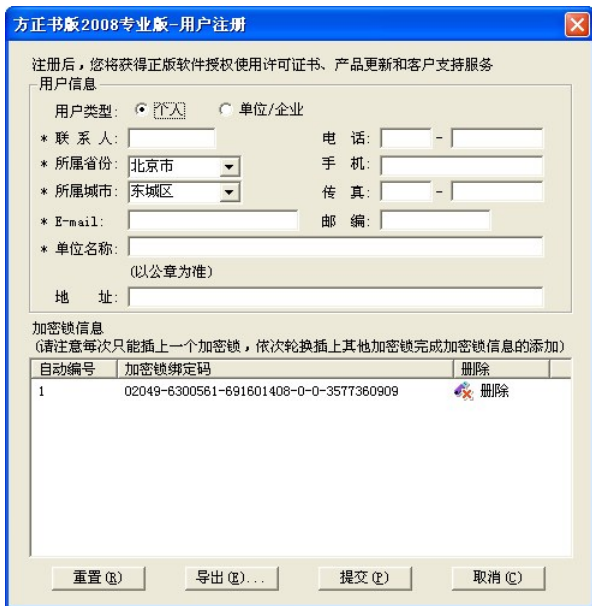 方正书版2008专业版-用户注册
注册后,您将获得正版软件授权使用许可证书、产品更新和客户支持服务
用户信息
用户类型: 个人 单位/企业
* 联系人: 电 话: -
* 所属省份: 北京市 手 机:
* 所属城市: 东城区 传 真: -
* E-mail: 邮 编:
* 单位名称:
(以公章为准)
地 址:
加密锁信息
(请注意每次只能插上一个加密锁,依次轮换插上其他加密锁完成加密锁信息的添加)
自动编号 加密锁绑定码 删除
1 02049-6300561-691601408-0-0-3577360909 删除
重置(R) 导出(E)... 提交(P) 取消(C)